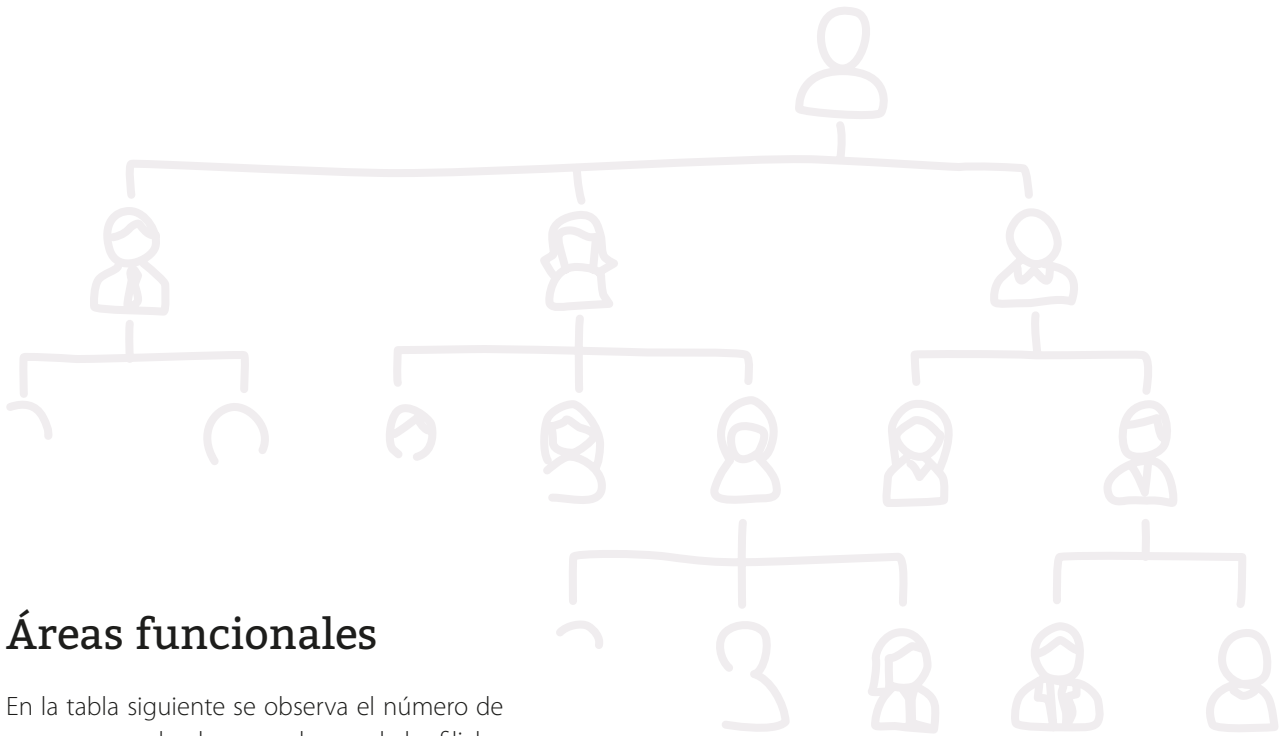 Áreas funcionales
En la tabla siguiente se observa el número de